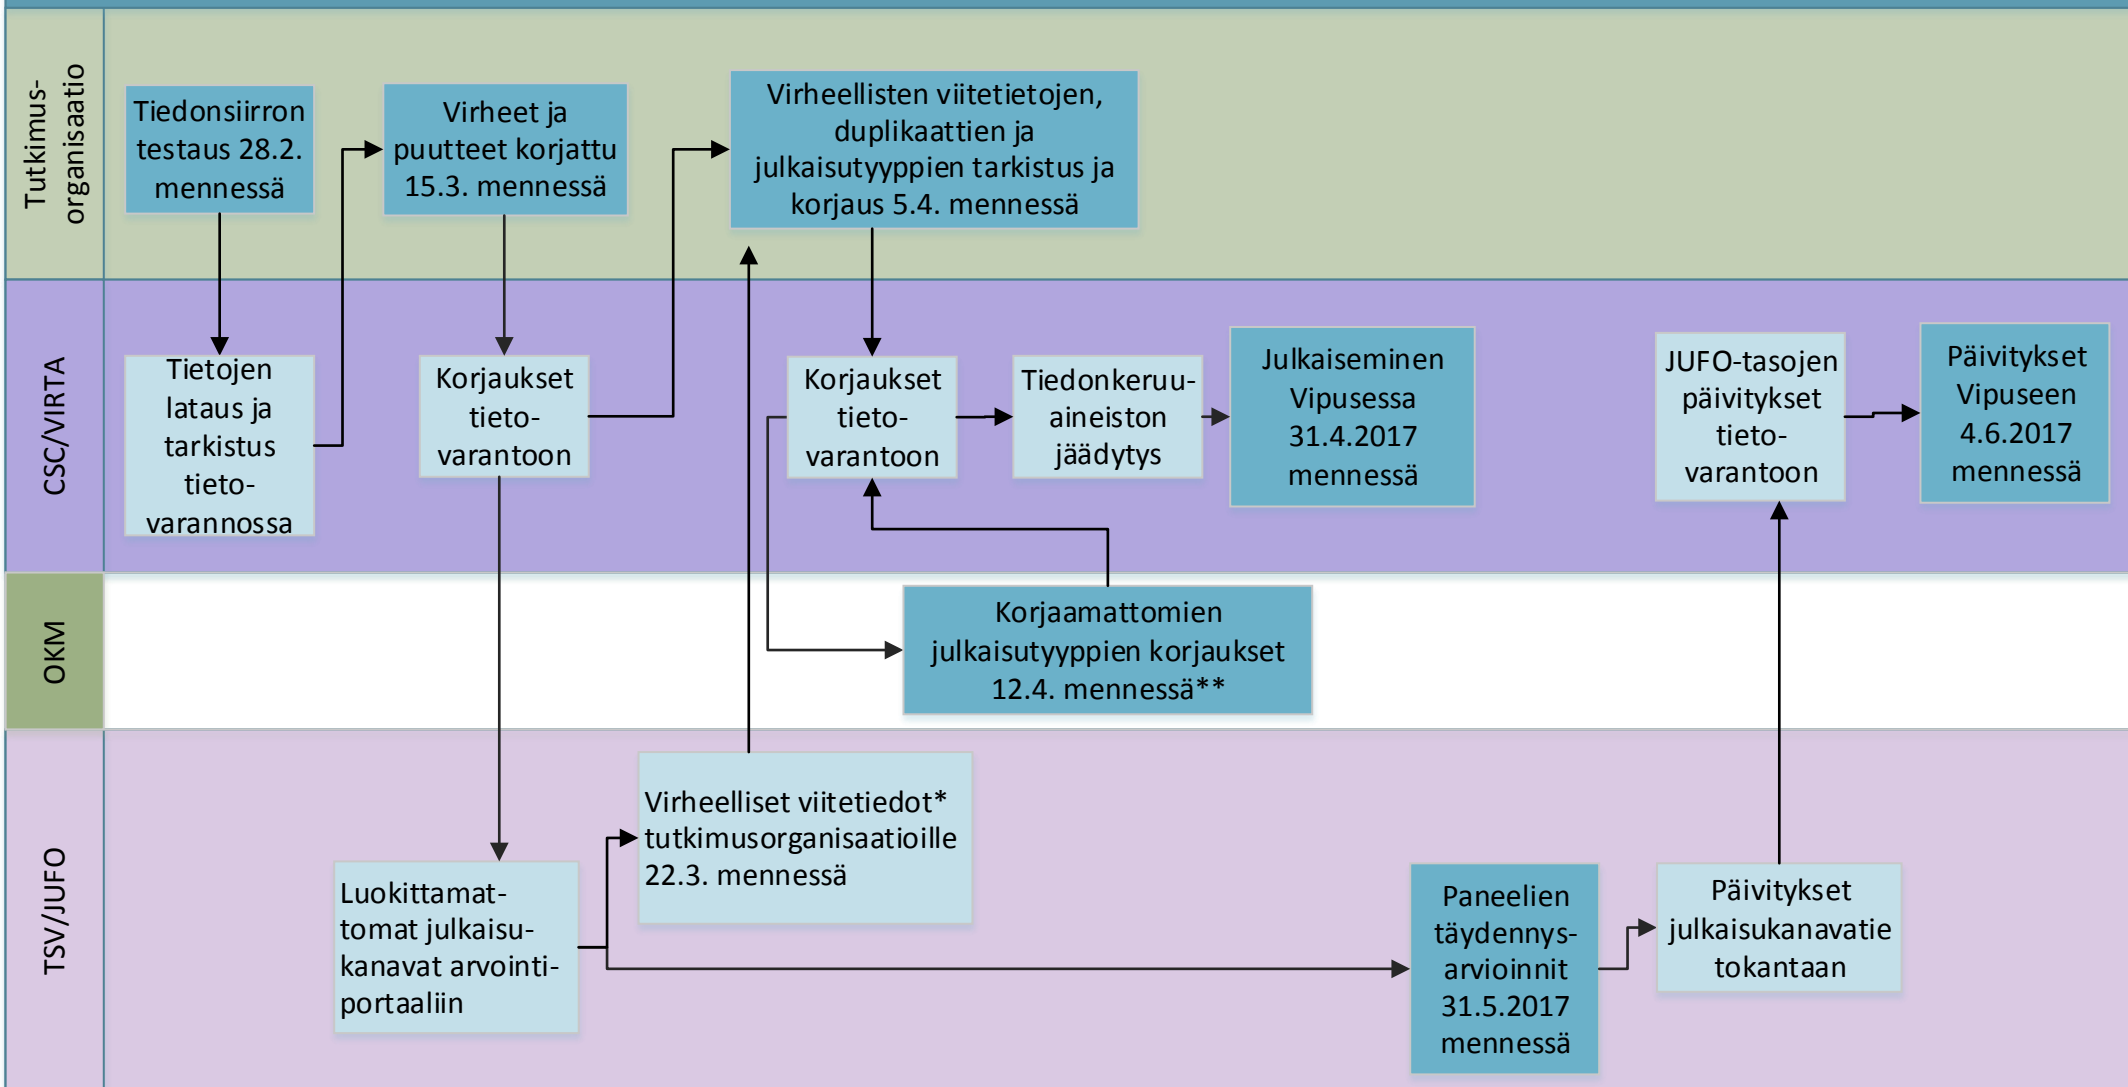 Tutkimus-
organisaatio
Tiedonsiirron
testaus 28.2.
mennessä
Virheet ja
puutteet korjattu
15.3. mennessä
Virheellisten viitetietojen,
duplikaattien ja
julkaisutyyppien tarkistus ja
korjaus 5.4. mennessä
CSC/VIRTA
Tietojen
lataus ja
tarkistus
tieto-
varannossa
Korjaukset
tieto-
varantoon
Korjaukset
tieto-
varantoon
Tiedonkeruu-
aineiston
jäädytys
Julkaiseminen
Vipusessa
31.4.2017
mennessä
JUFO-tasojen
päivitykset
tieto-
varantoon
Päivitykset
Vipuseen
4.6.2017
mennessä
OKM
Korjaamattomien
julkaisutyyppien korjaukset
12.4. mennessä**
TSV/JUFO
Luokittamat-
tomat julkaisu-
kanavat arvointi-
portaaliin
Virheelliset viitetiedot*
tutkimusorganisaatioille
22.3. mennessä
Paneelien
täydennys-
arvioinnit
31.5.2017
mennessä
Päivitykset
julkaisukanavatie
tokantaan